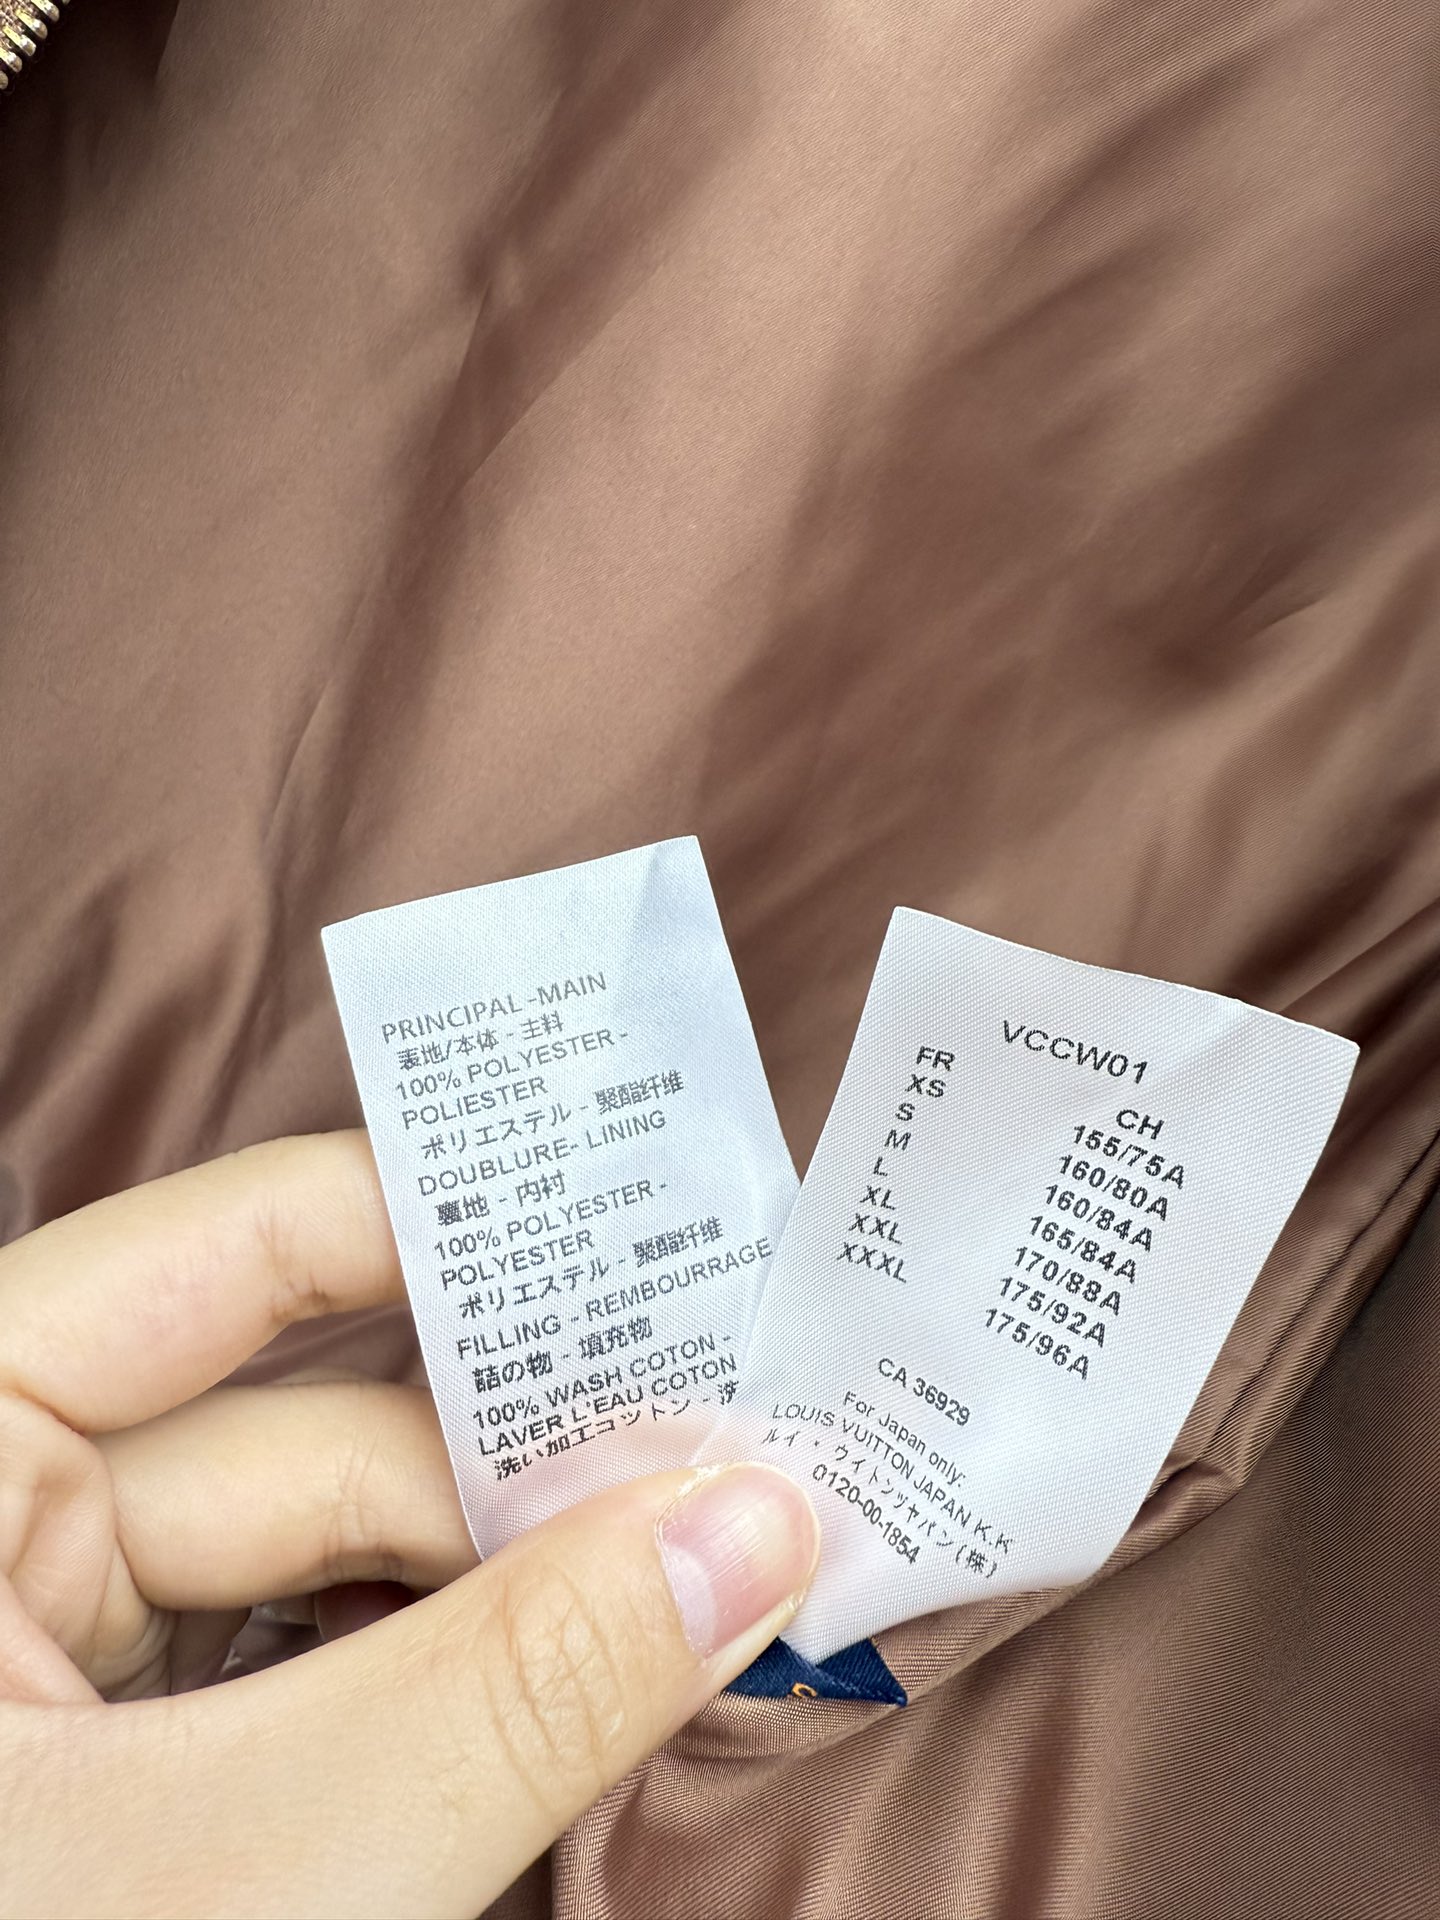 PRINCIPAL -MAIN
表地/本体 - 主料
100% POLYESTER -
POLIESTER
ポリエステル - 聚酯纤维
DOUBLURE- LINING
裏地 - 内衬
100% POLYESTER -
POLYESTER
ポリエステル - 聚酯纤维
FILLING - REMBOURRAGE
詰の物 - 填充物
100% WASH COTON -
LAVER L'EAU COTON
洗い加工コットン - 洗
VCCW01
FR CH
XS 155/75A
S 160/80A
M 160/84A
L 165/84A
XL 170/88A
XXL 175/92A
XXXL 175/96A
CA 36929
For Japan only:
LOUIS VUITTON JAPAN K.K
ルイ・ヴイトンジヤパン(株)
0120-00-1854